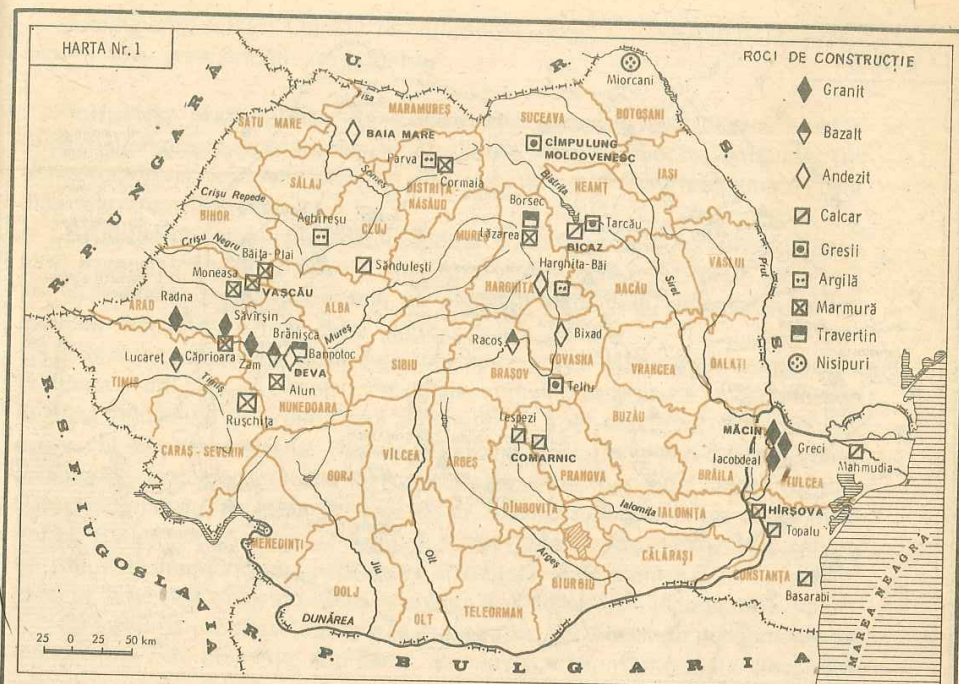 HARTA Nr. 1
ROCI DE CONSTRUCTIE
Granit
Bazalt
Andezit
Calcar
Gresii
Argilă
Marmură
Travertin
Nisipuri
U. R. S. S.
R. P. UNGARĂ
R. S. F. IUGOSLAVIA
R. P. BULGARIA
MAREA NEAGRĂ
Miorcani
Tisa
MARAMUREȘ
SUCEAVA
BOTOȘANI
SATU MARE
BAIA MARE
CÎMPULUNG
MOLDOVENESC
Parva
Cormaia
Someș
BISTRIȚA
NĂSĂUD
Bistrița
NEAMȚ
IAȘI
SĂLAJ
Crișu Repede
BIHOR
Aghireșu
CLUJ
MUREȘ
Borsec
Lăzarea
Tarcău
BICAZ
Crișu Negru
Băița-Plai
Moneasa
VAȘCĂU
Săndulești
Harghita-Băi
HARGHITA
BACĂU
VASLUI
Siret
Prut
ARAD
Radna
Săvîrșin
ALBA
Mureș
Brănișca
Lucareț
Căprioara
Zam
Banpotoc
DEVA
Racoș
Bixad
SIBIU
BRAȘOV
COVASNA
VRANCEA
GALAȚI
TIMIȘ
Timiș
Alun
HUNEDOARA
Teliu
Rușchița
BUZĂU
Lespezi
COMARNIC
MĂCIN
Greci
Iacobdeal
Mahmudia
TULCEA
CARAȘ-SEVERIN
GORJ
VÎLCEA
ARGEȘ
PRAHOVA
BRĂILA
DÎMBOVIȚA
Ialomița
IALOMIȚA
HÎRȘOVA
Topalu
MEHEDINȚI
Jiu
Olt
Argeș
CĂLĂRAȘI
CONSTANȚA
Basarabi
DOLJ
GIURGIU
DUNĂREA
OLT
TELEORMAN
25 0 25 50 km